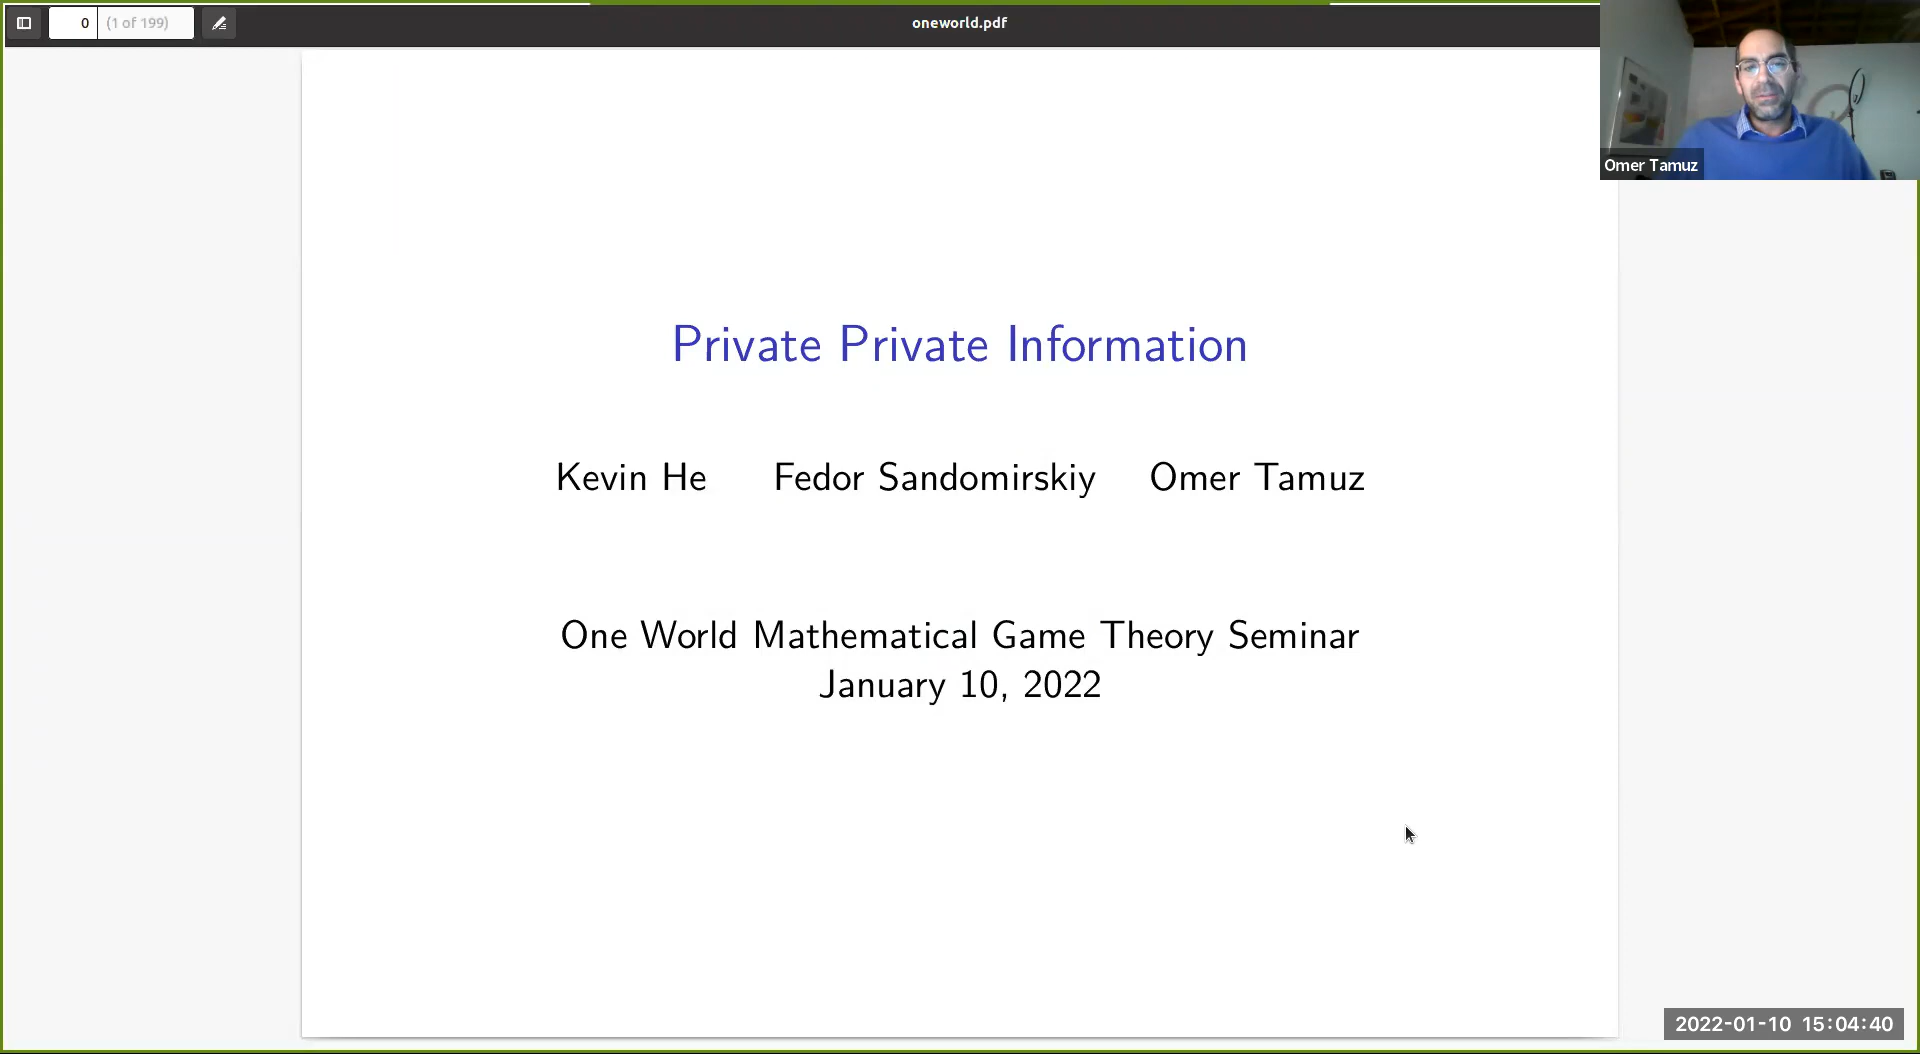 0 (1 of 199)
oneworld.pdf
Omer Tamuz
Private Private Information
Kevin He Fedor Sandomirskiy Omer Tamuz
One World Mathematical Game Theory Seminar
January 10, 2022
2022-01-10 15:04:40